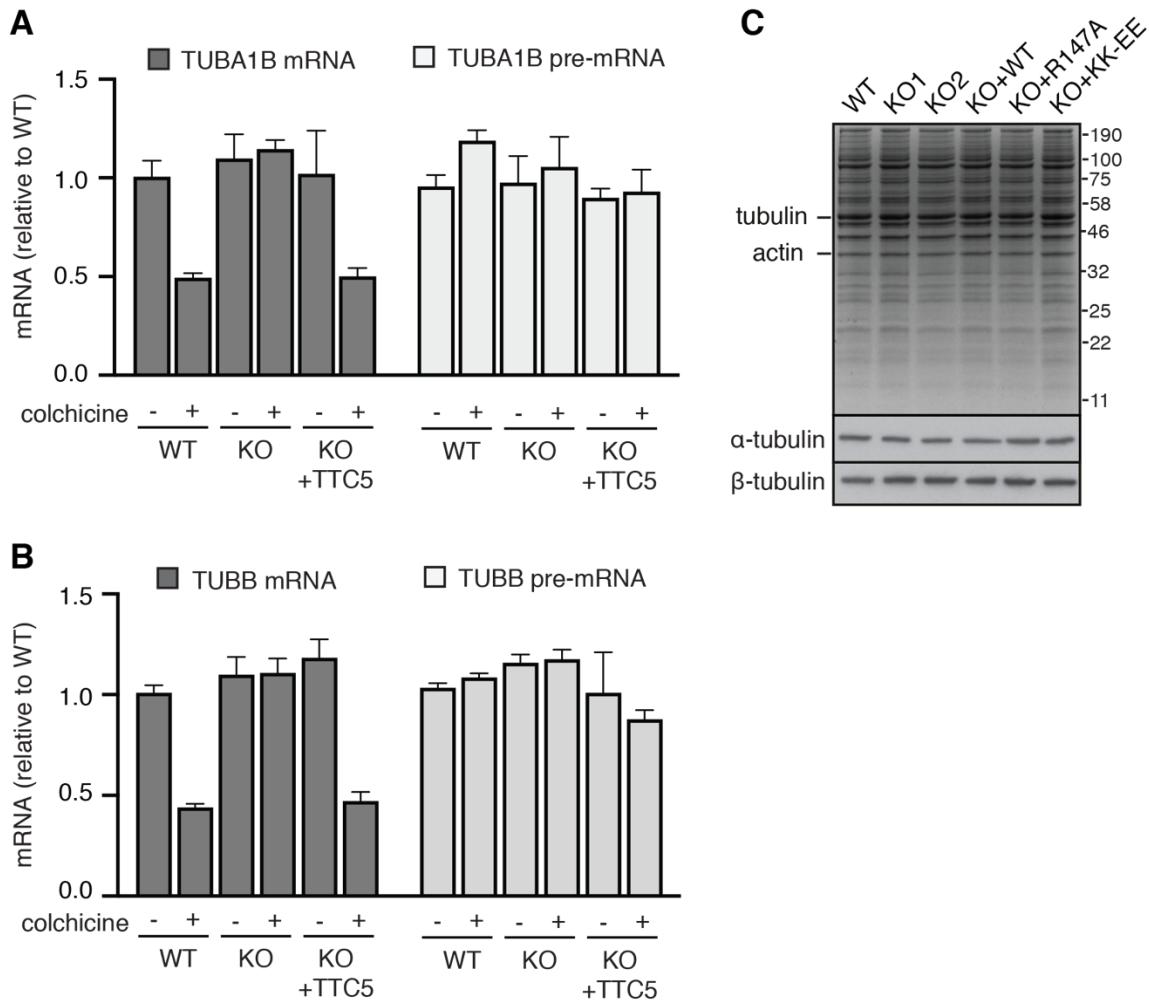 A
TUBA1B mRNA
TUBA1B pre-mRNA
mRNA (relative to WT)
1.5
1.0
0.5
0.0
colchicine - + - + - + - + - + - +
WT KO KO WT KO KO
+TTC5 +TTC5
B
TUBB mRNA
TUBB pre-mRNA
mRNA (relative to WT)
1.5
1.0
0.5
0.0
colchicine - + - + - + - + - + - +
WT KO KO WT KO KO
+TTC5 +TTC5
C
WT
KO1
KO2
KO+WT
KO+R147A
KO+KK-EE
-190
-100
-75
-58
tubulin –
-46
actin –
-32
-25
-22
-11
α-tubulin
β-tubulin